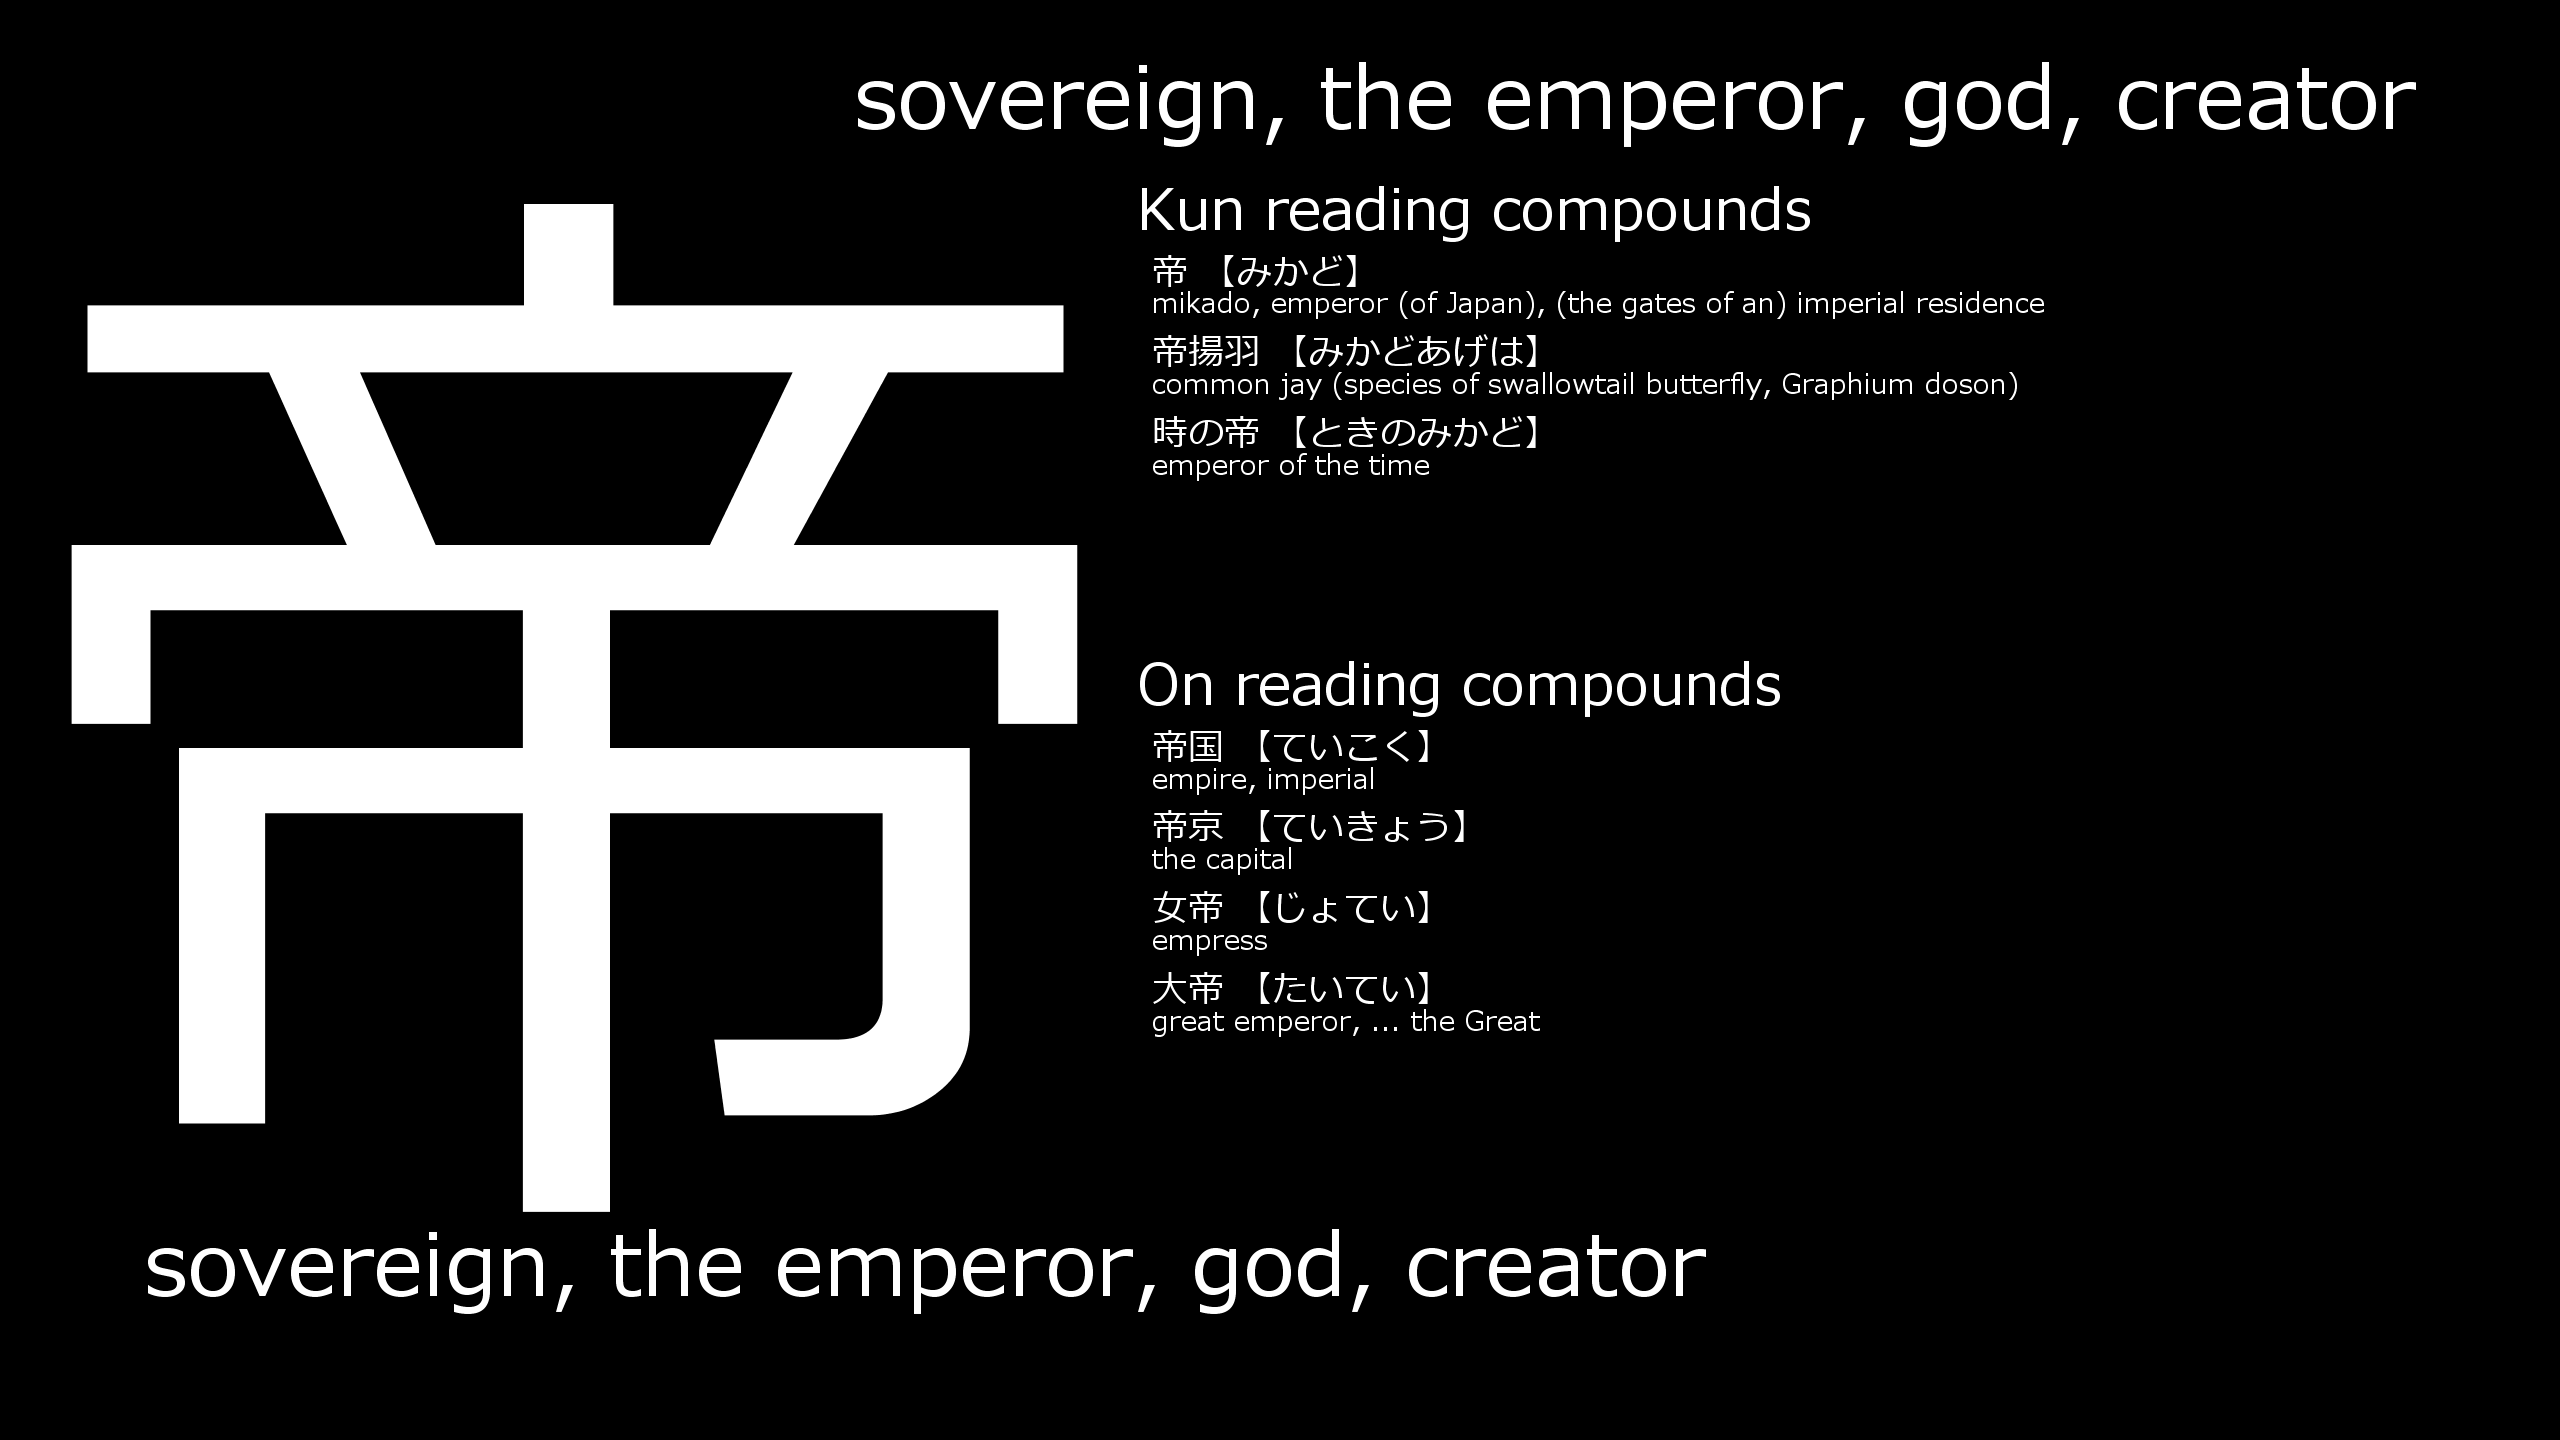 sovereign, the emperor, god, creator
帝
Kun reading compounds
帝 【みかど】
mikado, emperor (of Japan), (the gates of an) imperial residence
帝揚羽 【みかどあげは】
common jay (species of swallowtail butterfly, Graphium doson)
時の帝 【ときのみかど】
emperor of the time
On reading compounds
帝国 【ていこく】
empire, imperial
帝京 【ていきょう】
the capital
女帝 【じょてい】
empress
大帝 【たいてい】
great emperor, ... the Great
sovereign, the emperor, god, creator